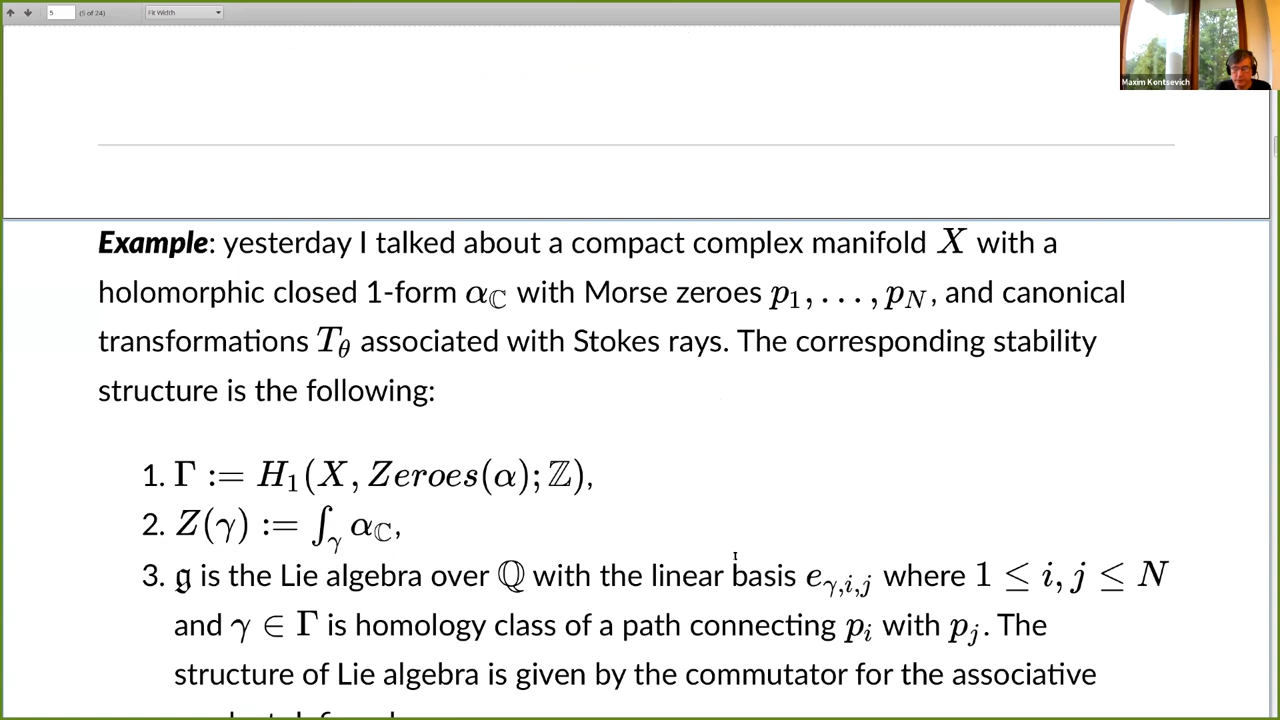 5 (5 of 24) Fit Width
Maxim Kontsevich
Example: yesterday I talked about a compact complex manifold X with a
holomorphic closed 1-form α_ℂ with Morse zeroes p₁, . . . , p_N, and canonical
transformations T_θ associated with Stokes rays. The corresponding stability
structure is the following:
1. Γ := H₁(X, Zeroes(α); ℤ),
2. Z(γ) := ∫_γ α_ℂ,
3. 𝔤 is the Lie algebra over ℚ with the linear basis e_{γ,i,j} where 1 ≤ i, j ≤ N
and γ ∈ Γ is homology class of a path connecting p_i with p_j. The
structure of Lie algebra is given by the commutator for the associative